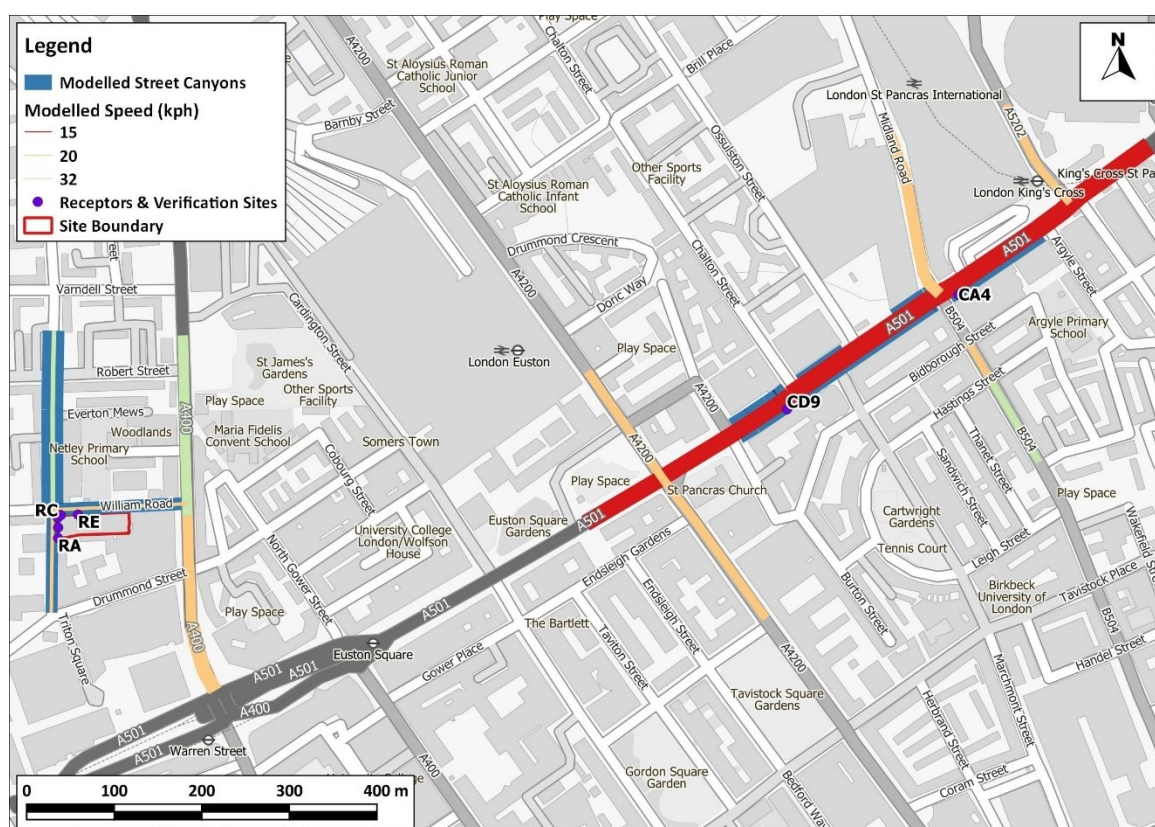 Legend
Modelled Street Canyons
Modelled Speed (kph)
15
20
32
Receptors & Verification Sites
Site Boundary
N
Play Space
A4200
Chalton Street
Brill Place
St Aloysius Roman
Catholic Junior
School
Barnby Street
London St Pancras International
A5202
Midland Road
Ossulston Street
Other Sports
Facility
King's Cross St Pa
London King's Cross
St Aloysius Roman
Catholic Infant
School
Drummond Crescent
A4200
Chalton Street
Doric Way
A501
Argyle Street
CA4
A501
B504
Varndell Street
Cardington Street
London Euston
Play Space
Argyle Primary
School
Bidborough Street
St James's
Gardens
Other Sports
Facility
Robert Street
Play Space
A400
Everton Mews
Woodlands
Netley Primary
School
Maria Fidelis
Convent School
Somers Town
A4200
CD9
Hastings Street
Cobourg Street
A4200
Thanet Street
B504
Sandwich Street
William Road
RC
RE
RA
Play Space
St Pancras Church
Play Space
Cartwright
Gardens
Wakefield St
University College
London/Wolfson
House
Euston Square
Gardens
A501
Tennis Court
Leigh Street
North Gower Street
Endsleigh Gardens
Drummond Street
Burton Street
Birkbeck
University of
London
Tavistock Place
Play Space
A501
Endsleigh Street
Triton Square
A400
The Bartlett
Taviton Street
B504
Euston Square
Gower Place
A4200
Handel Street
A501
A501
Marchmont Street
A400
Tavistock Square
Gardens
Herbrand Street
A501
A501
Warren Street
A400
Gordon Square
Garden
Bedford Way
Coram Street
0 100 200 300 400 m